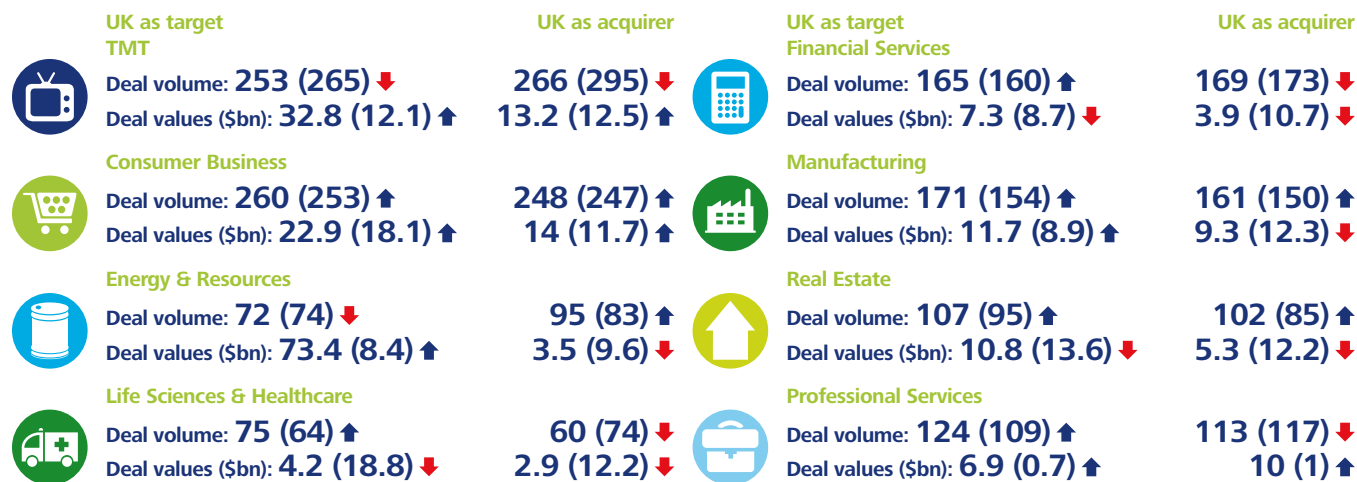 UK as target UK as acquirer
TMT
Deal volume: 253 (265) 266 (295)
Deal values ($bn): 32.8 (12.1) 13.2 (12.5)
Consumer Business
Deal volume: 260 (253) 248 (247)
Deal values ($bn): 22.9 (18.1) 14 (11.7)
Energy & Resources
Deal volume: 72 (74) 95 (83)
Deal values ($bn): 73.4 (8.4) 3.5 (9.6)
Life Sciences & Healthcare
Deal volume: 75 (64) 60 (74)
Deal values ($bn): 4.2 (18.8) 2.9 (12.2)
UK as target UK as acquirer
Financial Services
Deal volume: 165 (160) 169 (173)
Deal values ($bn): 7.3 (8.7) 3.9 (10.7)
Manufacturing
Deal volume: 171 (154) 161 (150)
Deal values ($bn): 11.7 (8.9) 9.3 (12.3)
Real Estate
Deal volume: 107 (95) 102 (85)
Deal values ($bn): 10.8 (13.6) 5.3 (12.2)
Professional Services
Deal volume: 124 (109) 113 (117)
Deal values ($bn): 6.9 (0.7) 10 (1)